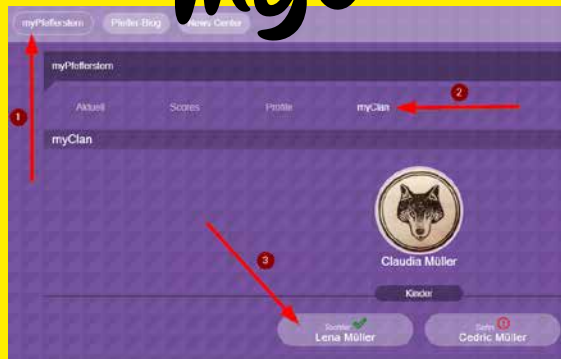 myPfefferstern Pfeffer-Blog News Center
myPfefferstern
Aktuell Scores Profile myClan
2
1
myClan
3
Claudia Müller
Kinder
Tochter Sohn
Lena Müller Cedric Müller